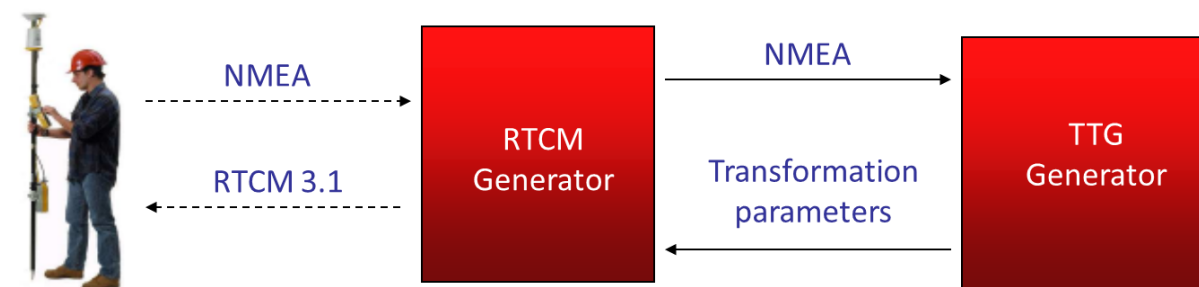 NMEA
RTCM 3.1
RTCM
Generator
NMEA
Transformation
parameters
TTG
Generator